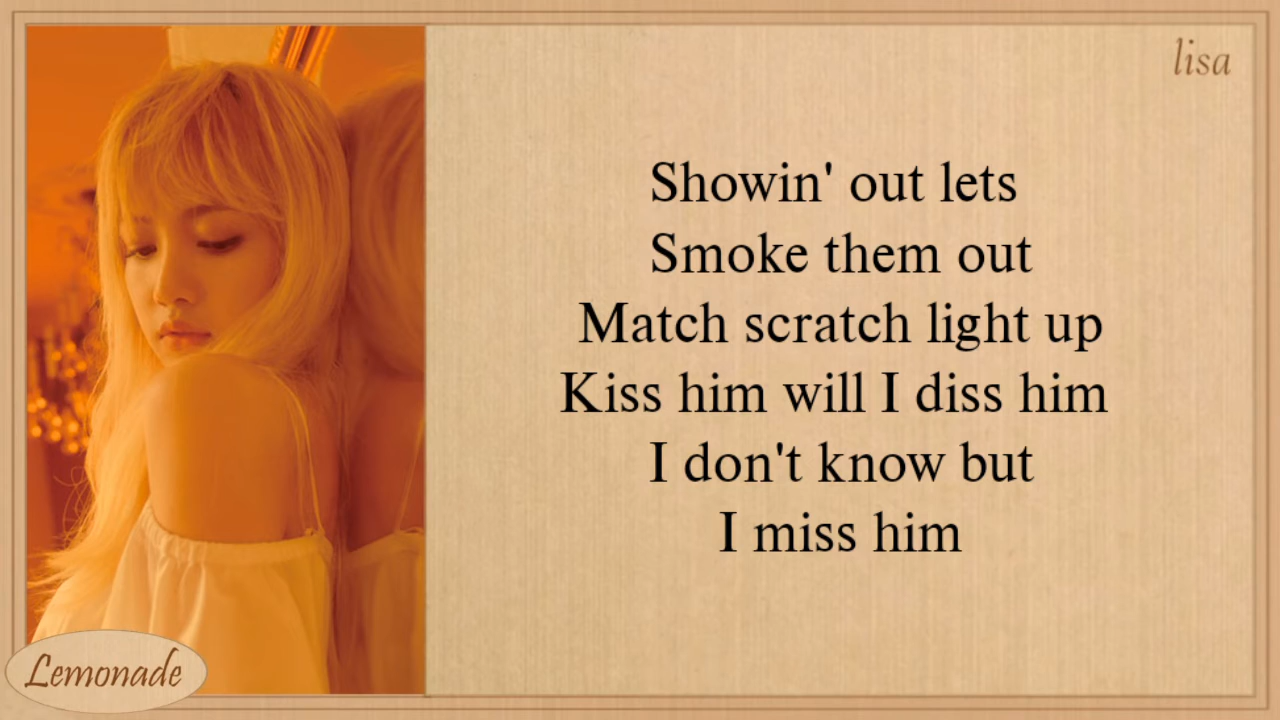 lisa
Showin' out lets
Smoke them out
Match scratch light up
Kiss him will I diss him
I don't know but
I miss him
Lemonade